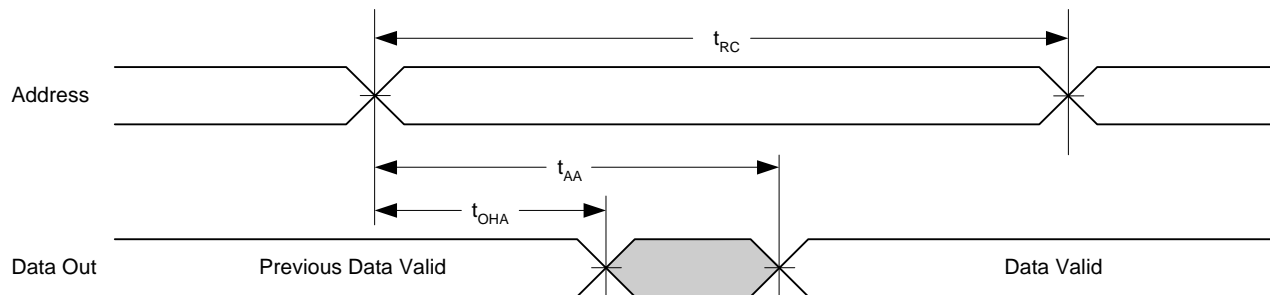 t_RC
Address
t_AA
t_OHA
Data Out Previous Data Valid Data Valid